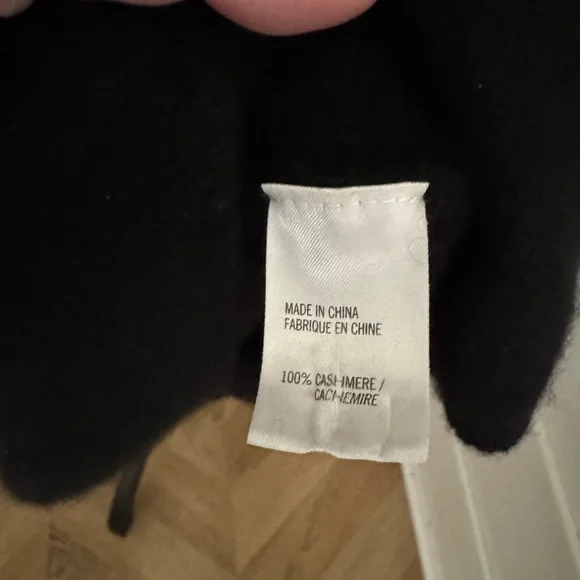 MADE IN CHINA
FABRIQUE EN CHINE
100% CASHMERE /
CACHEMIRE